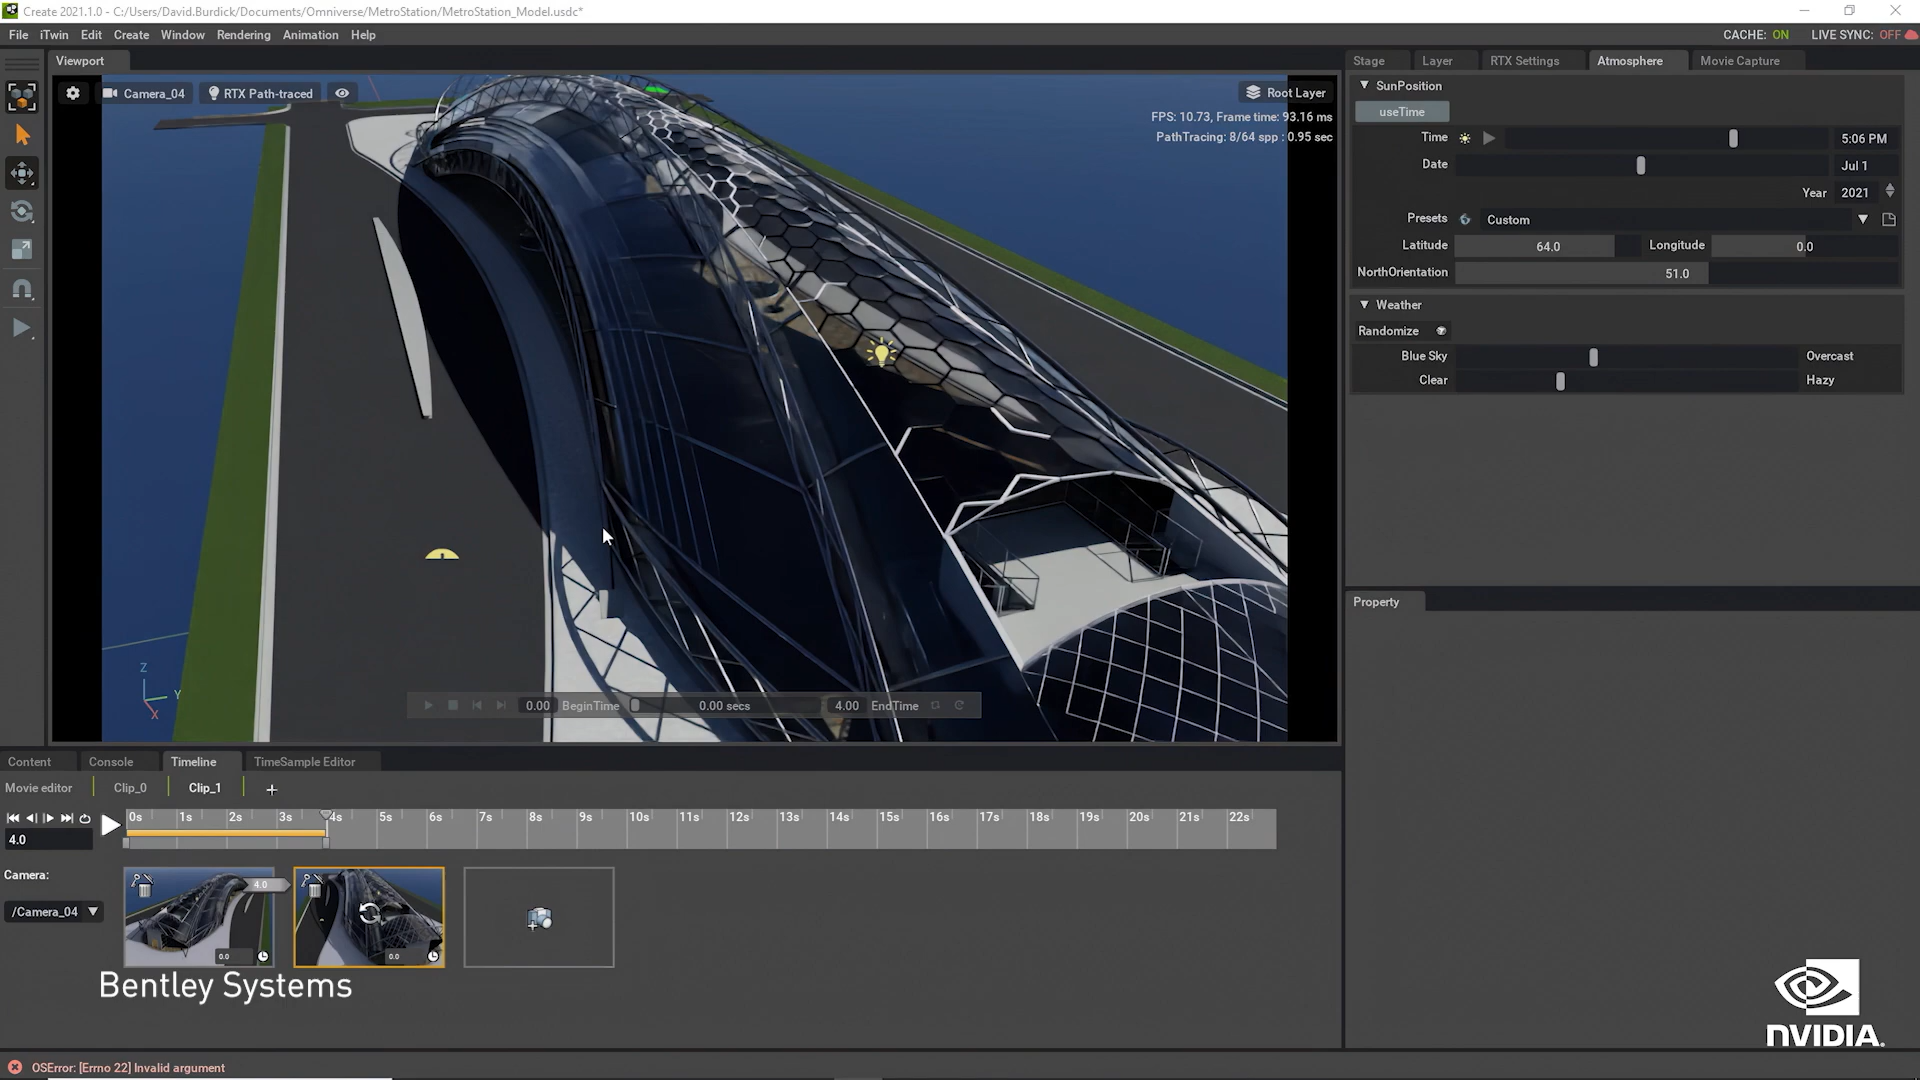 Create 2021.1.0 - C:/Users/David.Burdick/Documents/Omniverse/MetroStation/MetroStation_Model.usdc*
File iTwin Edit Create Window Rendering Animation Help
CACHE: ON LIVE SYNC: OFF
Viewport
Camera_04 RTX Path-traced
Root Layer
FPS: 10.73, Frame time: 93.16 ms
PathTracing: 8/64 spp : 0.95 sec
Z
Y
X
0.00 BeginTime 0.00 secs 4.00 EndTime
Stage Layer RTX Settings Atmosphere Movie Capture
SunPosition
useTime
Time 5:06 PM
Date Jul 1
Year 2021
Presets Custom
Latitude 64.0 Longitude 0.0
NorthOrientation 51.0
Weather
Randomize
Blue Sky Overcast
Clear Hazy
Property
Content Console Timeline TimeSample Editor
Movie editor Clip_0 Clip_1 +
0s 1s 2s 3s 4s 5s 6s 7s 8s 9s 10s 11s 12s 13s 14s 15s 16s 17s 18s 19s 20s 21s 22s
4.0
Camera:
/Camera_04
4.0
0.0
0.0
Bentley Systems
NVIDIA.
OSError: [Errno 22] Invalid argument